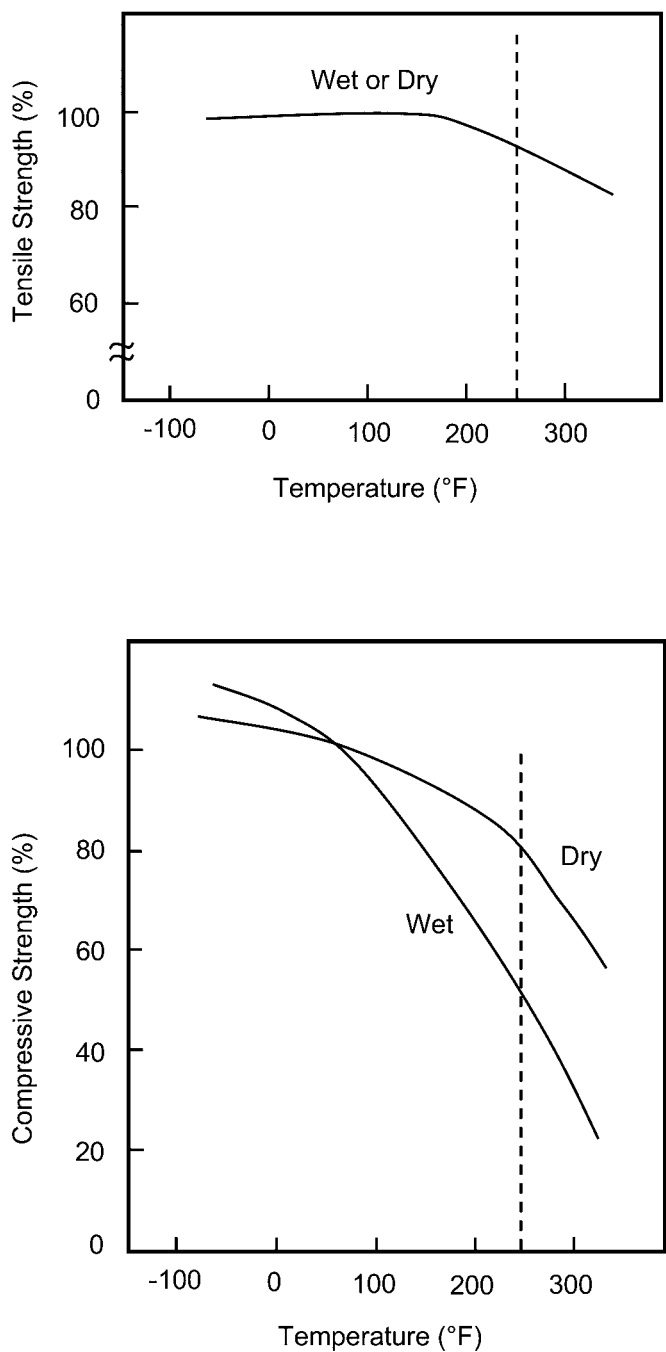 Wet or Dry
Tensile Strength (%)
100
80
60
0
-100 0 100 200 300
Temperature (°F)
Compressive Strength (%)
100
80
60
40
20
0
Dry
Wet
-100 0 100 200 300
Temperature (°F)